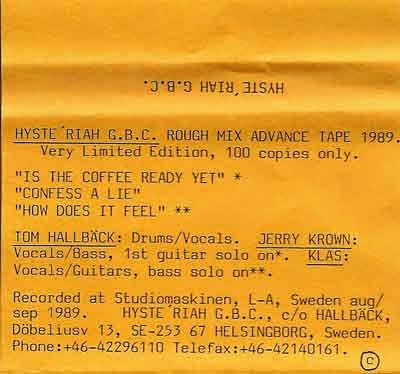 HYSTE´RIAH G.B.C.
HYSTE´RIAH G.B.C. ROUGH MIX ADVANCE TAPE 1989.
Very Limited Edition, 100 copies only.
"IS THE COFFEE READY YET" *
"CONFESS A LIE"
"HOW DOES IT FEEL" **
TOM HALLBÄCK: Drums/Vocals. JERRY KROWN:
Vocals/Bass, 1st guitar solo on*. KLAS:
Vocals/Guitars, bass solo on**.
Recorded at Studiomaskinen, L-A, Sweden aug/
sep 1989. HYSTE´RIAH G.B.C., c/o HALLBÄCK,
Döbeliusv 13, SE-253 67 HELSINGBORG, Sweden.
Phone:+46-42296110 Telefax:+46-42140161.
©